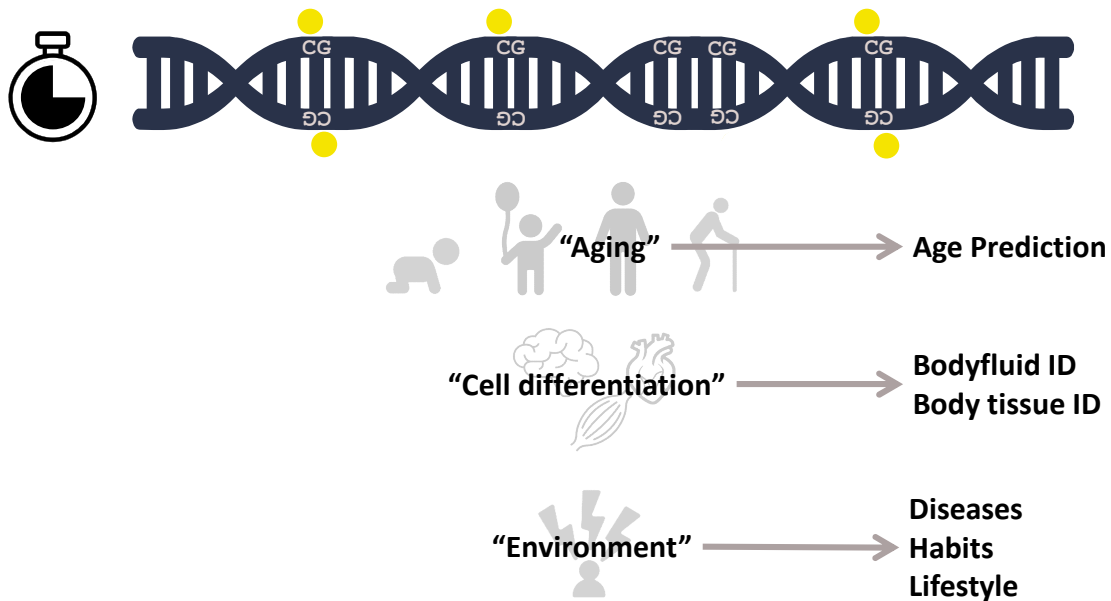 CG CG CG CG CG
CG CG CG CG CG
“Aging” Age Prediction
“Cell differentiation” Bodyfluid ID
Body tissue ID
“Environment” Diseases
Habits
Lifestyle